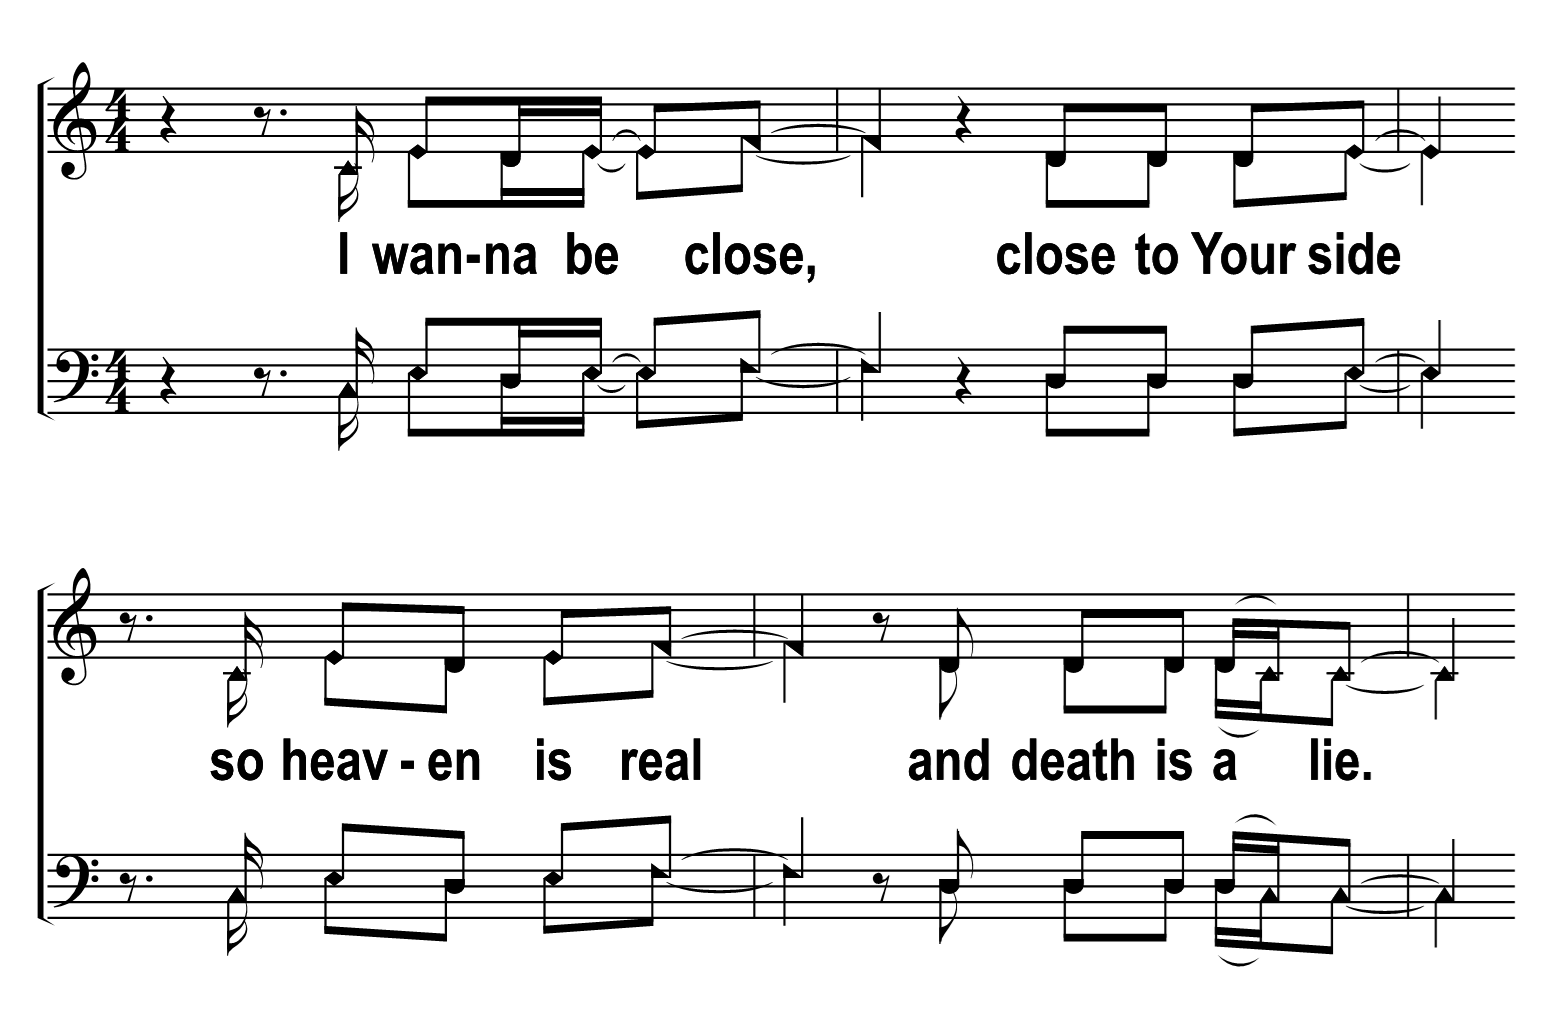 I wan-na be close, close to Your side
so heav - en is real and death is a lie.